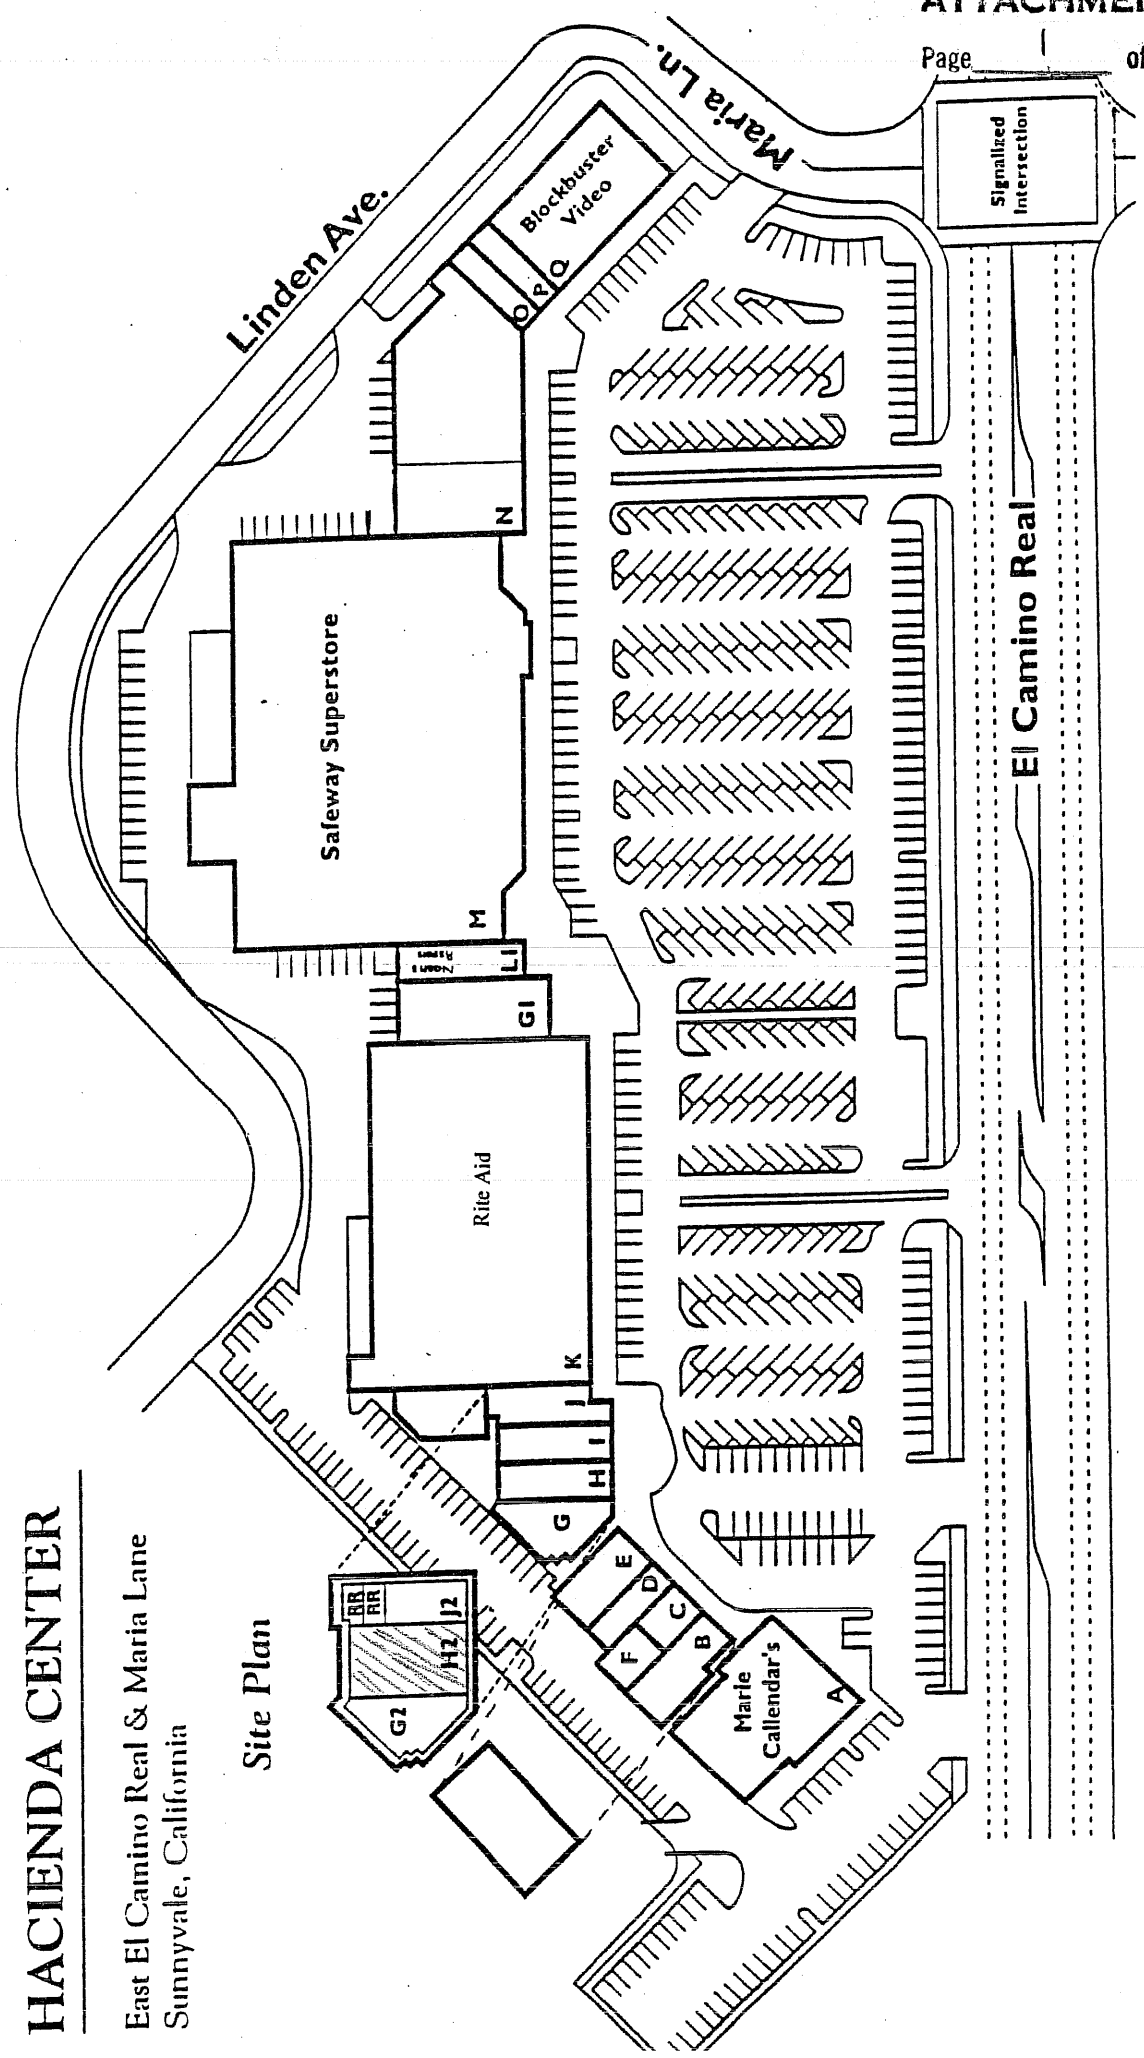 ATTACHMEN
Page
of
HACIENDA CENTER
East El Camino Real & Maria Lane
Sunnyvale, California
Site Plan
Linden Ave.
Maria Ln.
Signalized
Intersection
El Camino Real
Blockbuster
Video
Q
P
O
N
Safeway Superstore
M
L1
G1
Rite Aid
K
J
I
H
G
E
D
C
B
F
Marie
Callendar's
A
RR
RR
J2
H2
G2